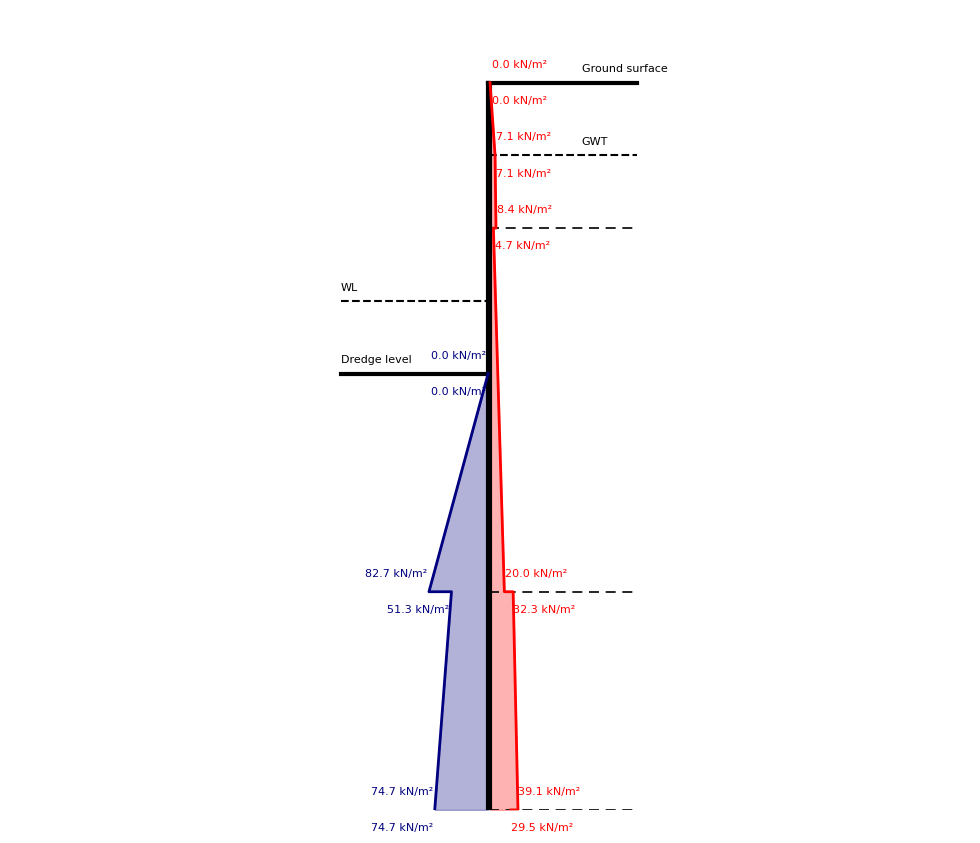 0.0 kN/m²
Ground surface
0.0 kN/m²
7.1 kN/m²
GWT
7.1 kN/m²
8.4 kN/m²
4.7 kN/m²
WL
0.0 kN/m²
Dredge level
0.0 kN/m²
82.7 kN/m²
20.0 kN/m²
51.3 kN/m²
32.3 kN/m²
74.7 kN/m²
39.1 kN/m²
74.7 kN/m²
29.5 kN/m²